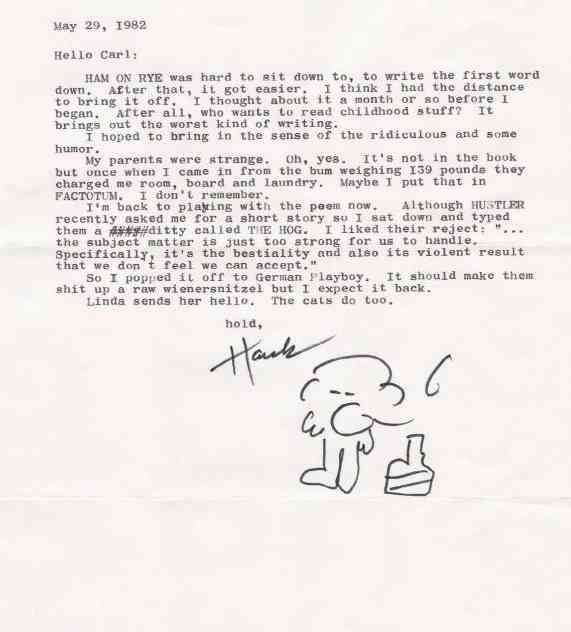 May 29, 1982
Hello Carl:
HAM ON RYE was hard to sit down to, to write the first word
down. After that, it got easier. I think I had the distance
to bring it off. I thought about it a month or so before I
began. After all, who wants to read childhood stuff? It
brings out the worst kind of writing.
I hoped to bring in the sense of the ridiculous and some
humor.
My parents were strange. Oh, yes. It's not in the book
but once when I came in from the bum weighing I39 pounds they
charged me room, board and laundry. Maybe I put that in
FACTOTUM. I don't remember.
I'm back to playing with the poem now. Although HUSTLER
recently asked me for a short story so I sat down and typed
them a ditty called THE HOG. I liked their reject: "...
the subject matter is just too strong for us to handle.
Specifically, it's the bestiality and also its violent result
that we don't feel we can accept."
So I popped it off to German Playboy. It should make them
shit up a raw wienersnitzel but I expect it back.
Linda sends her hello. The cats do too.
hold,
Hank